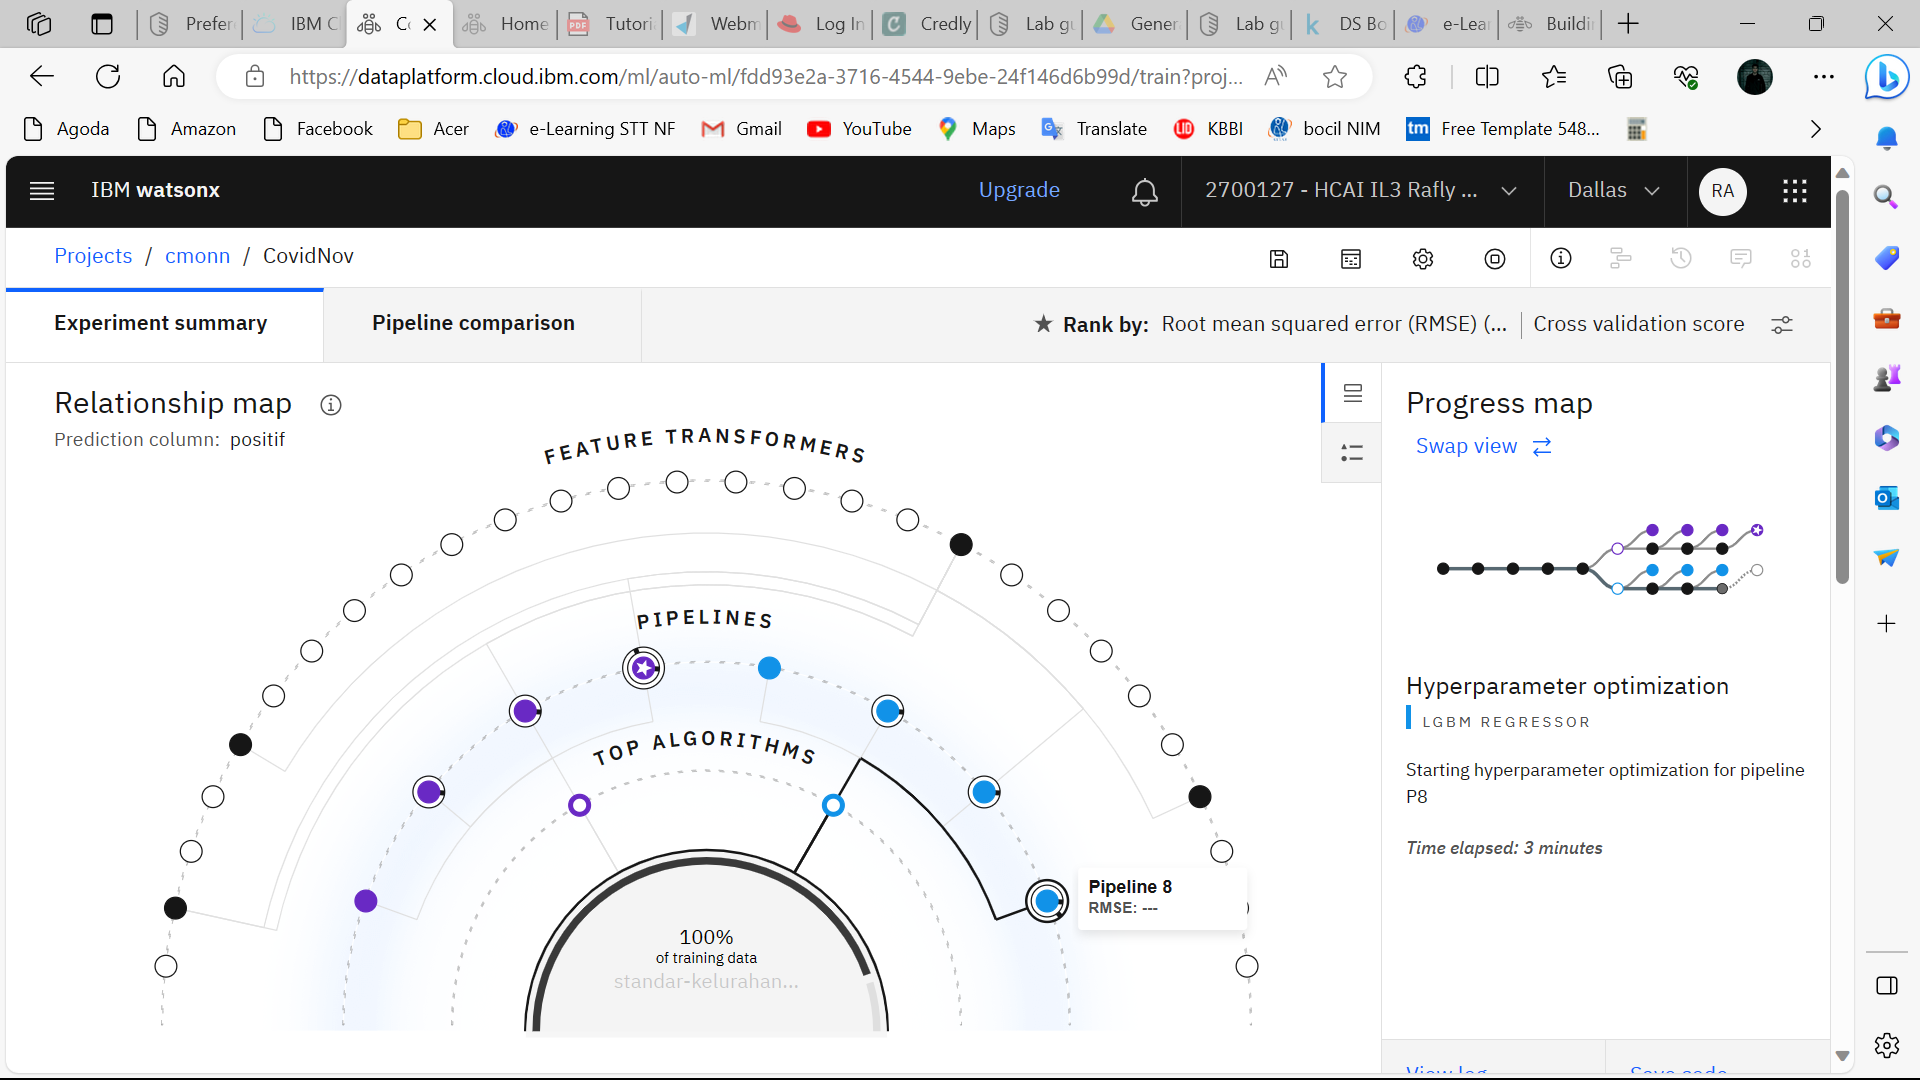 Prefer
IBM C
Co
Home
Tutori
Webm
Log In
Credly
Lab gu
Gener
Lab gu
DS Bo
e-Lear
Buildin
https://dataplatform.cloud.ibm.com/ml/auto-ml/fdd93e2a-3716-4544-9ebe-24f146d6b99d/train?proj...
Agoda
Amazon
Facebook
Acer
e-Learning STT NF
Gmail
YouTube
Maps
Translate
KBBI
bocil NIM
tm Free Template 548...
IBM watsonx
Upgrade
2700127 - HCAI IL3 Rafly ...
Dallas
RA
Projects / cmonn / CovidNov
Experiment summary
Pipeline comparison
Rank by: Root mean squared error (RMSE) (... | Cross validation score
Relationship map
Prediction column: positif
FEATURE TRANSFORMERS
PIPELINES
TOP ALGORITHMS
Pipeline 8
RMSE: ---
100%
of training data
standar-kelurahan...
Progress map
Swap view
Hyperparameter optimization
LGBM REGRESSOR
Starting hyperparameter optimization for pipeline
P8
Time elapsed: 3 minutes
View log
Save code